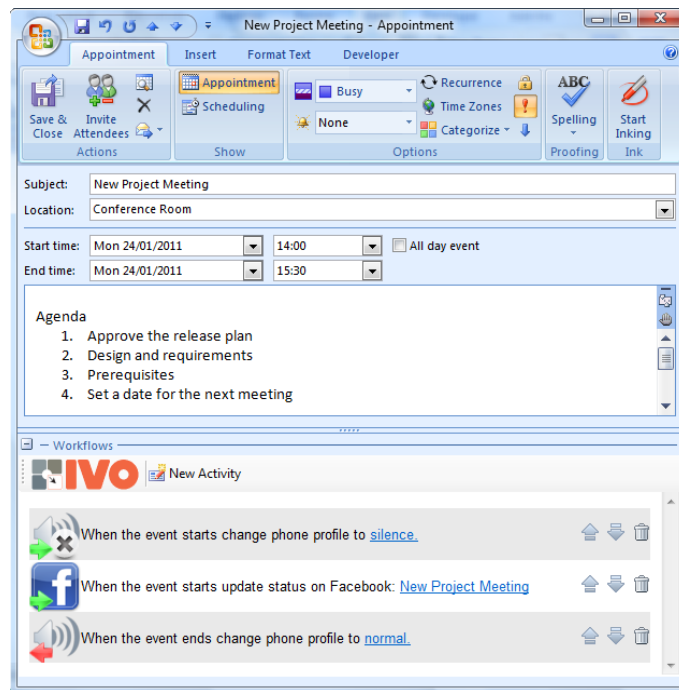 New Project Meeting - Appointment
Appointment Insert Format Text Developer
Save & Close
Invite Attendees
Actions
Appointment
Scheduling
Show
Busy
None
Recurrence
Time Zones
Categorize
Options
ABC
Spelling
Proofing
Start Inking
Ink
Subject: New Project Meeting
Location: Conference Room
Start time: Mon 24/01/2011 14:00 All day event
End time: Mon 24/01/2011 15:30
Agenda
1. Approve the release plan
2. Design and requirements
3. Prerequisites
4. Set a date for the next meeting
Workflows
IVO New Activity
When the event starts change phone profile to silence.
When the event starts update status on Facebook: New Project Meeting
When the event ends change phone profile to normal.